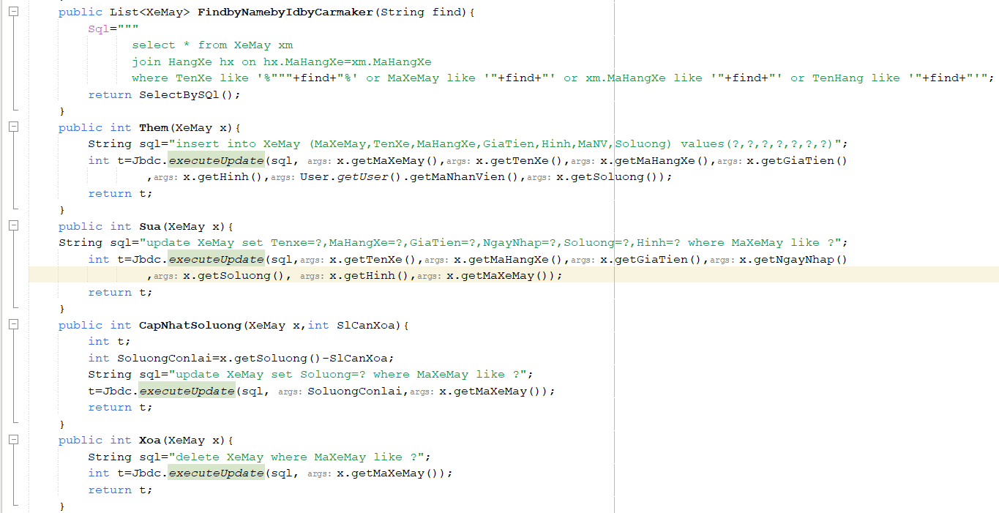 public List<XeMay> FindbyNamebyIdbyCarmaker(String find){
Sql="""
select * from XeMay xm
join HangXe hx on hx.MaHangXe=xm.MaHangXe
where TenXe like '%"""+find+"%' or MaXeMay like '"+find+"' or xm.MaHangXe like '"+find+"' or TenHang like '"+find+"'";
return SelectBySQl();
}
public int Them(XeMay x){
String sql="insert into XeMay (MaXeMay,TenXe,MaHangXe,GiaTien,Hinh,MaNV,Soluong) values(?,?,?,?,?,?,?)";
int t=Jbdc.executeUpdate(sql, args: x.getMaXeMay(),args: x.getTenXe(),args: x.getMaHangXe(),args: x.getGiaTien()
,args: x.getHinh(),args: User.getUser().getMaNhanVien(),args: x.getSoluong());
return t;
}
public int Sua(XeMay x){
String sql="update XeMay set Tenxe=?,MaHangXe=?,GiaTien=?,NgayNhap=?,Soluong=?,Hinh=? where MaXeMay like ?";
int t=Jbdc.executeUpdate(sql,args: x.getTenXe(),args: x.getMaHangXe(),args: x.getGiaTien(),args: x.getNgayNhap()
,args: x.getSoluong(), args: x.getHinh(),args: x.getMaXeMay());
return t;
}
public int CapNhatSoluong(XeMay x,int SlCanXoa){
int t;
int SoluongConlai=x.getSoluong()-SlCanXoa;
String sql="update XeMay set Soluong=? where MaXeMay like ?";
t=Jbdc.executeUpdate(sql, args: SoluongConlai,args: x.getMaXeMay());
return t;
}
public int Xoa(XeMay x){
String sql="delete XeMay where MaXeMay like ?";
int t=Jbdc.executeUpdate(sql, args: x.getMaXeMay());
return t;
}